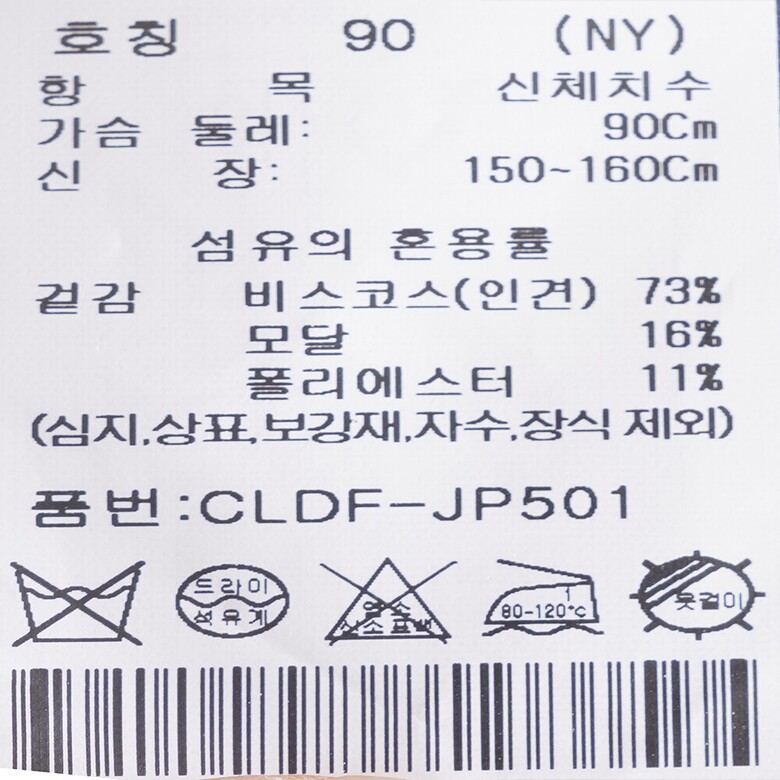 호칭 90 (NY)
항 목 신체치수
가슴 둘레: 90Cm
신 장: 150~160Cm
섬유의 혼용률
겉감 비스코스(인견) 73%
모달 16%
폴리에스터 11%
(심지,상표,보강재,자수,장식 제외)
품번:CLDF-JP501
드라이
석유계
염소
산소표백
1
80-120°C
옷걸이